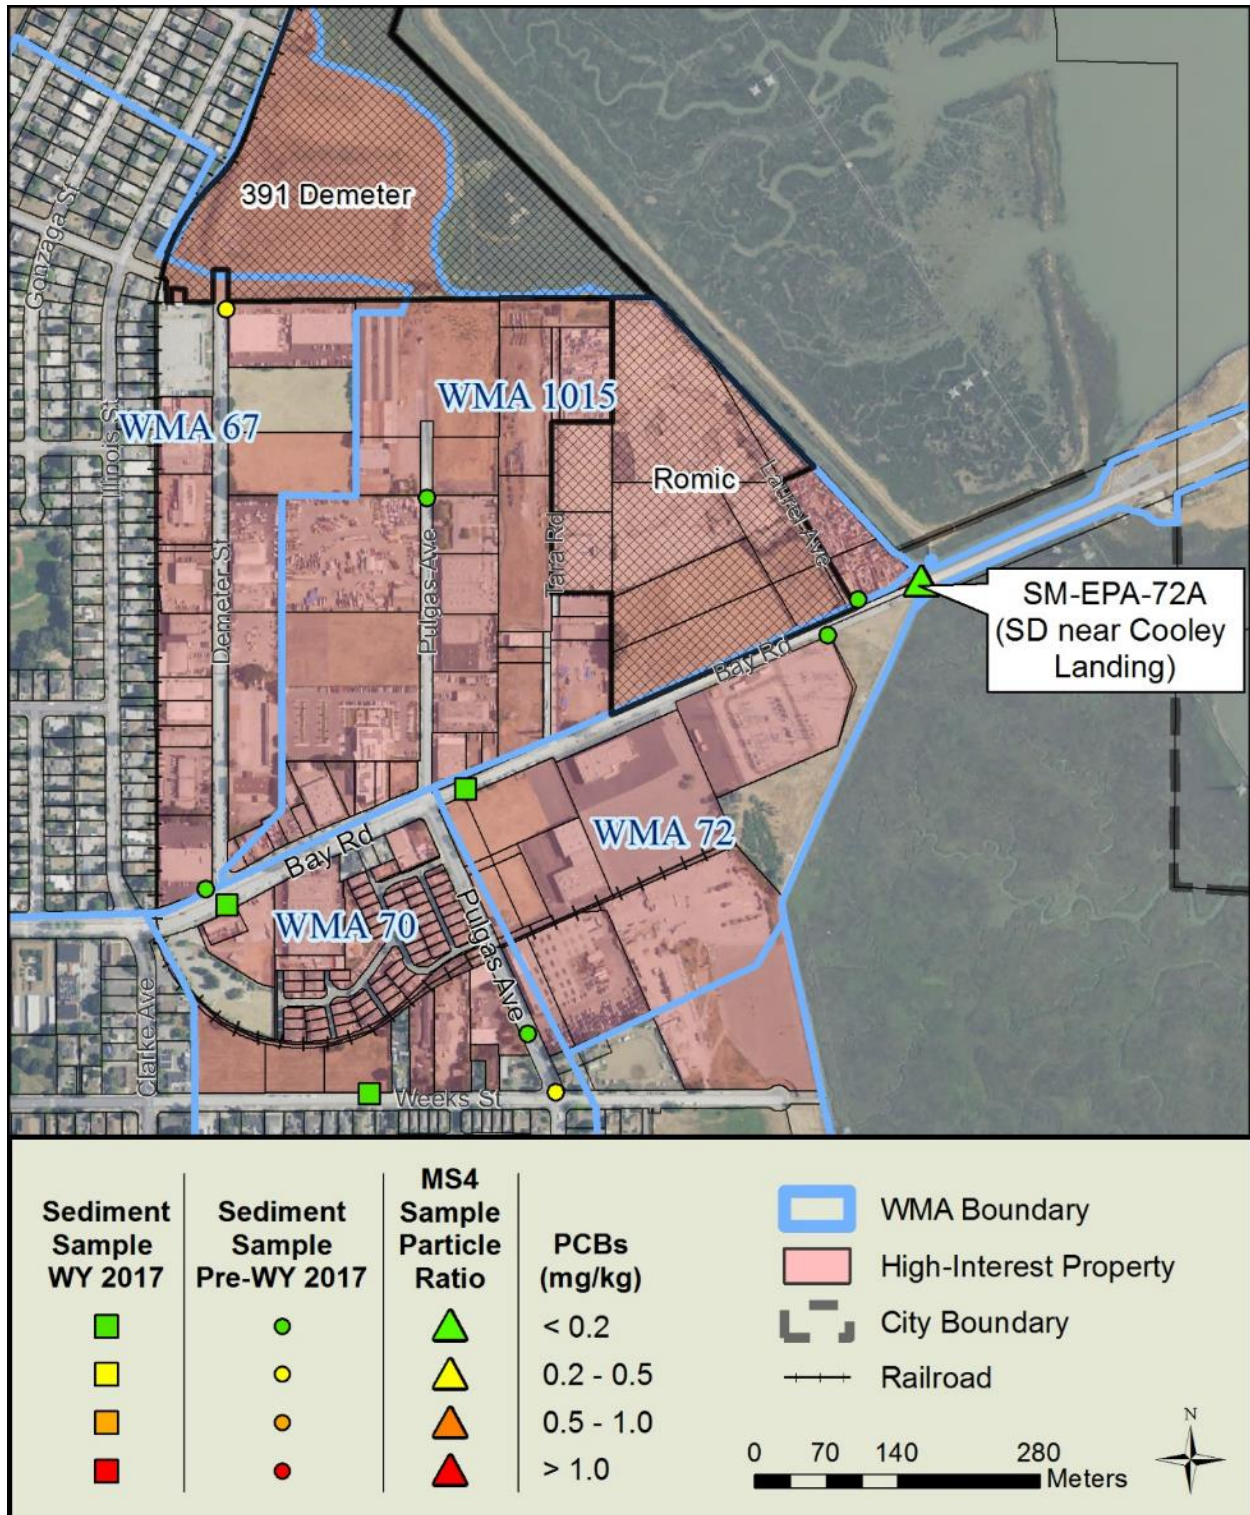 391 Demeter
Gonzaga St
WMA 1015
WMA 67
Illinois St
Romic
Laurel Ave
Tara Rd
Demeter St
Pulgas Ave
SM-EPA-72A
(SD near Cooley
Landing)
Bay Rd
WMA 72
Bay Rd
WMA 70
Pulgas Ave
Clarke Ave
Weeks St
Sediment
Sample
WY 2017
Sediment
Sample
Pre-WY 2017
MS4
Sample
Particle
Ratio
PCBs
(mg/kg)
< 0.2
0.2 - 0.5
0.5 - 1.0
> 1.0
WMA Boundary
High-Interest Property
City Boundary
Railroad
N
0 70 140 280
Meters